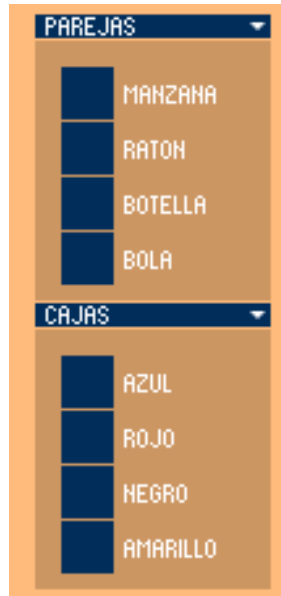 PAREJAS
MANZANA
RATON
BOTELLA
BOLA
CAJAS
AZUL
ROJO
NEGRO
AMARILLO